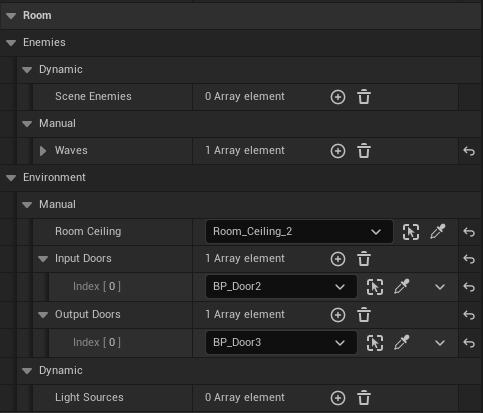 Room
Enemies
Dynamic
Scene Enemies 0 Array element
Manual
Waves 1 Array element
Environment
Manual
Room Ceiling Room_Ceiling_2
Input Doors 1 Array element
Index [ 0 ] BP_Door2
Output Doors 1 Array element
Index [ 0 ] BP_Door3
Dynamic
Light Sources 0 Array element